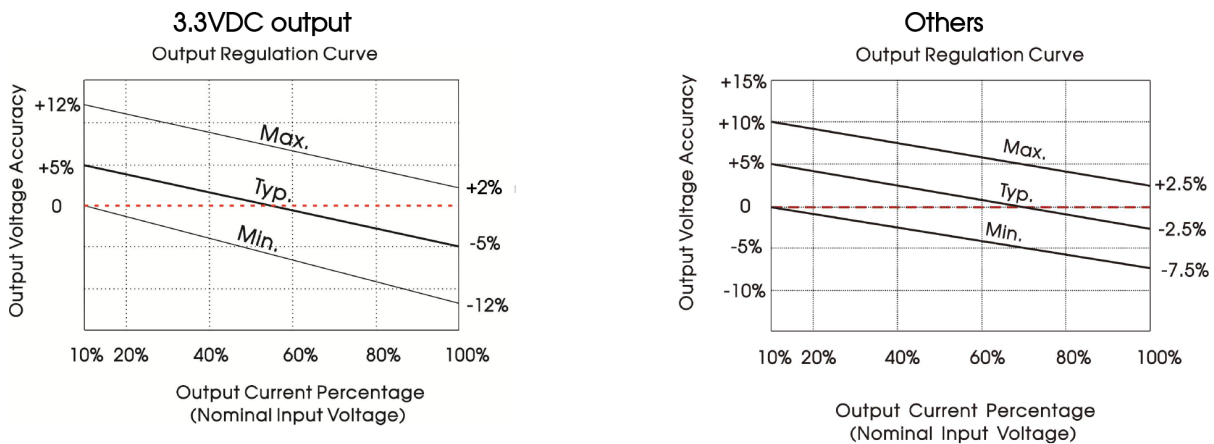 3.3VDC output
Output Regulation Curve
Output Voltage Accuracy
+12%
+5%
0
Max.
Typ.
Min.
+2%
-5%
-12%
10% 20% 40% 60% 80% 100%
Output Current Percentage
(Nominal Input Voltage)
Others
Output Regulation Curve
Output Voltage Accuracy
+15%
+10%
+5%
0
-5%
-10%
Max.
Typ.
Min.
+2.5%
-2.5%
-7.5%
10% 20% 40% 60% 80% 100%
Output Current Percentage
(Nominal Input Voltage)